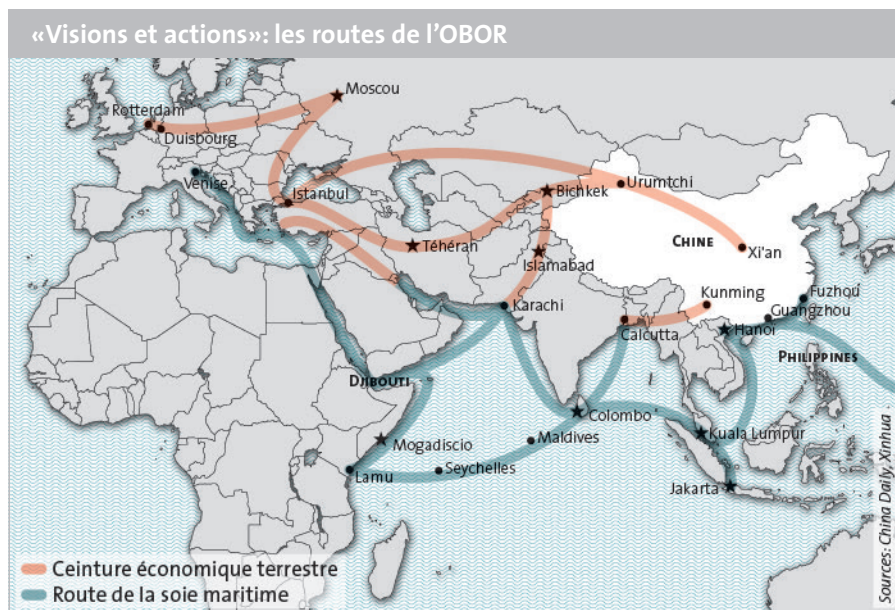 «Visions et actions»: les routes de l’OBOR
Moscou
Rotterdam
Duisbourg
Venise
Istanbul
Bichkek
Urumtchi
Téhéran
CHINE
Xi'an
Islamabad
Karachi
Kunming
Fuzhou
Guangzhou
Calcutta
Hanoi
DJIBOUTI
PHILIPPINES
Colombo
Mogadiscio
Maldives
Kuala Lumpur
Lamu
Seychelles
Jakarta
Ceinture économique terrestre
Route de la soie maritime
Sources: China Daily, Xinhua